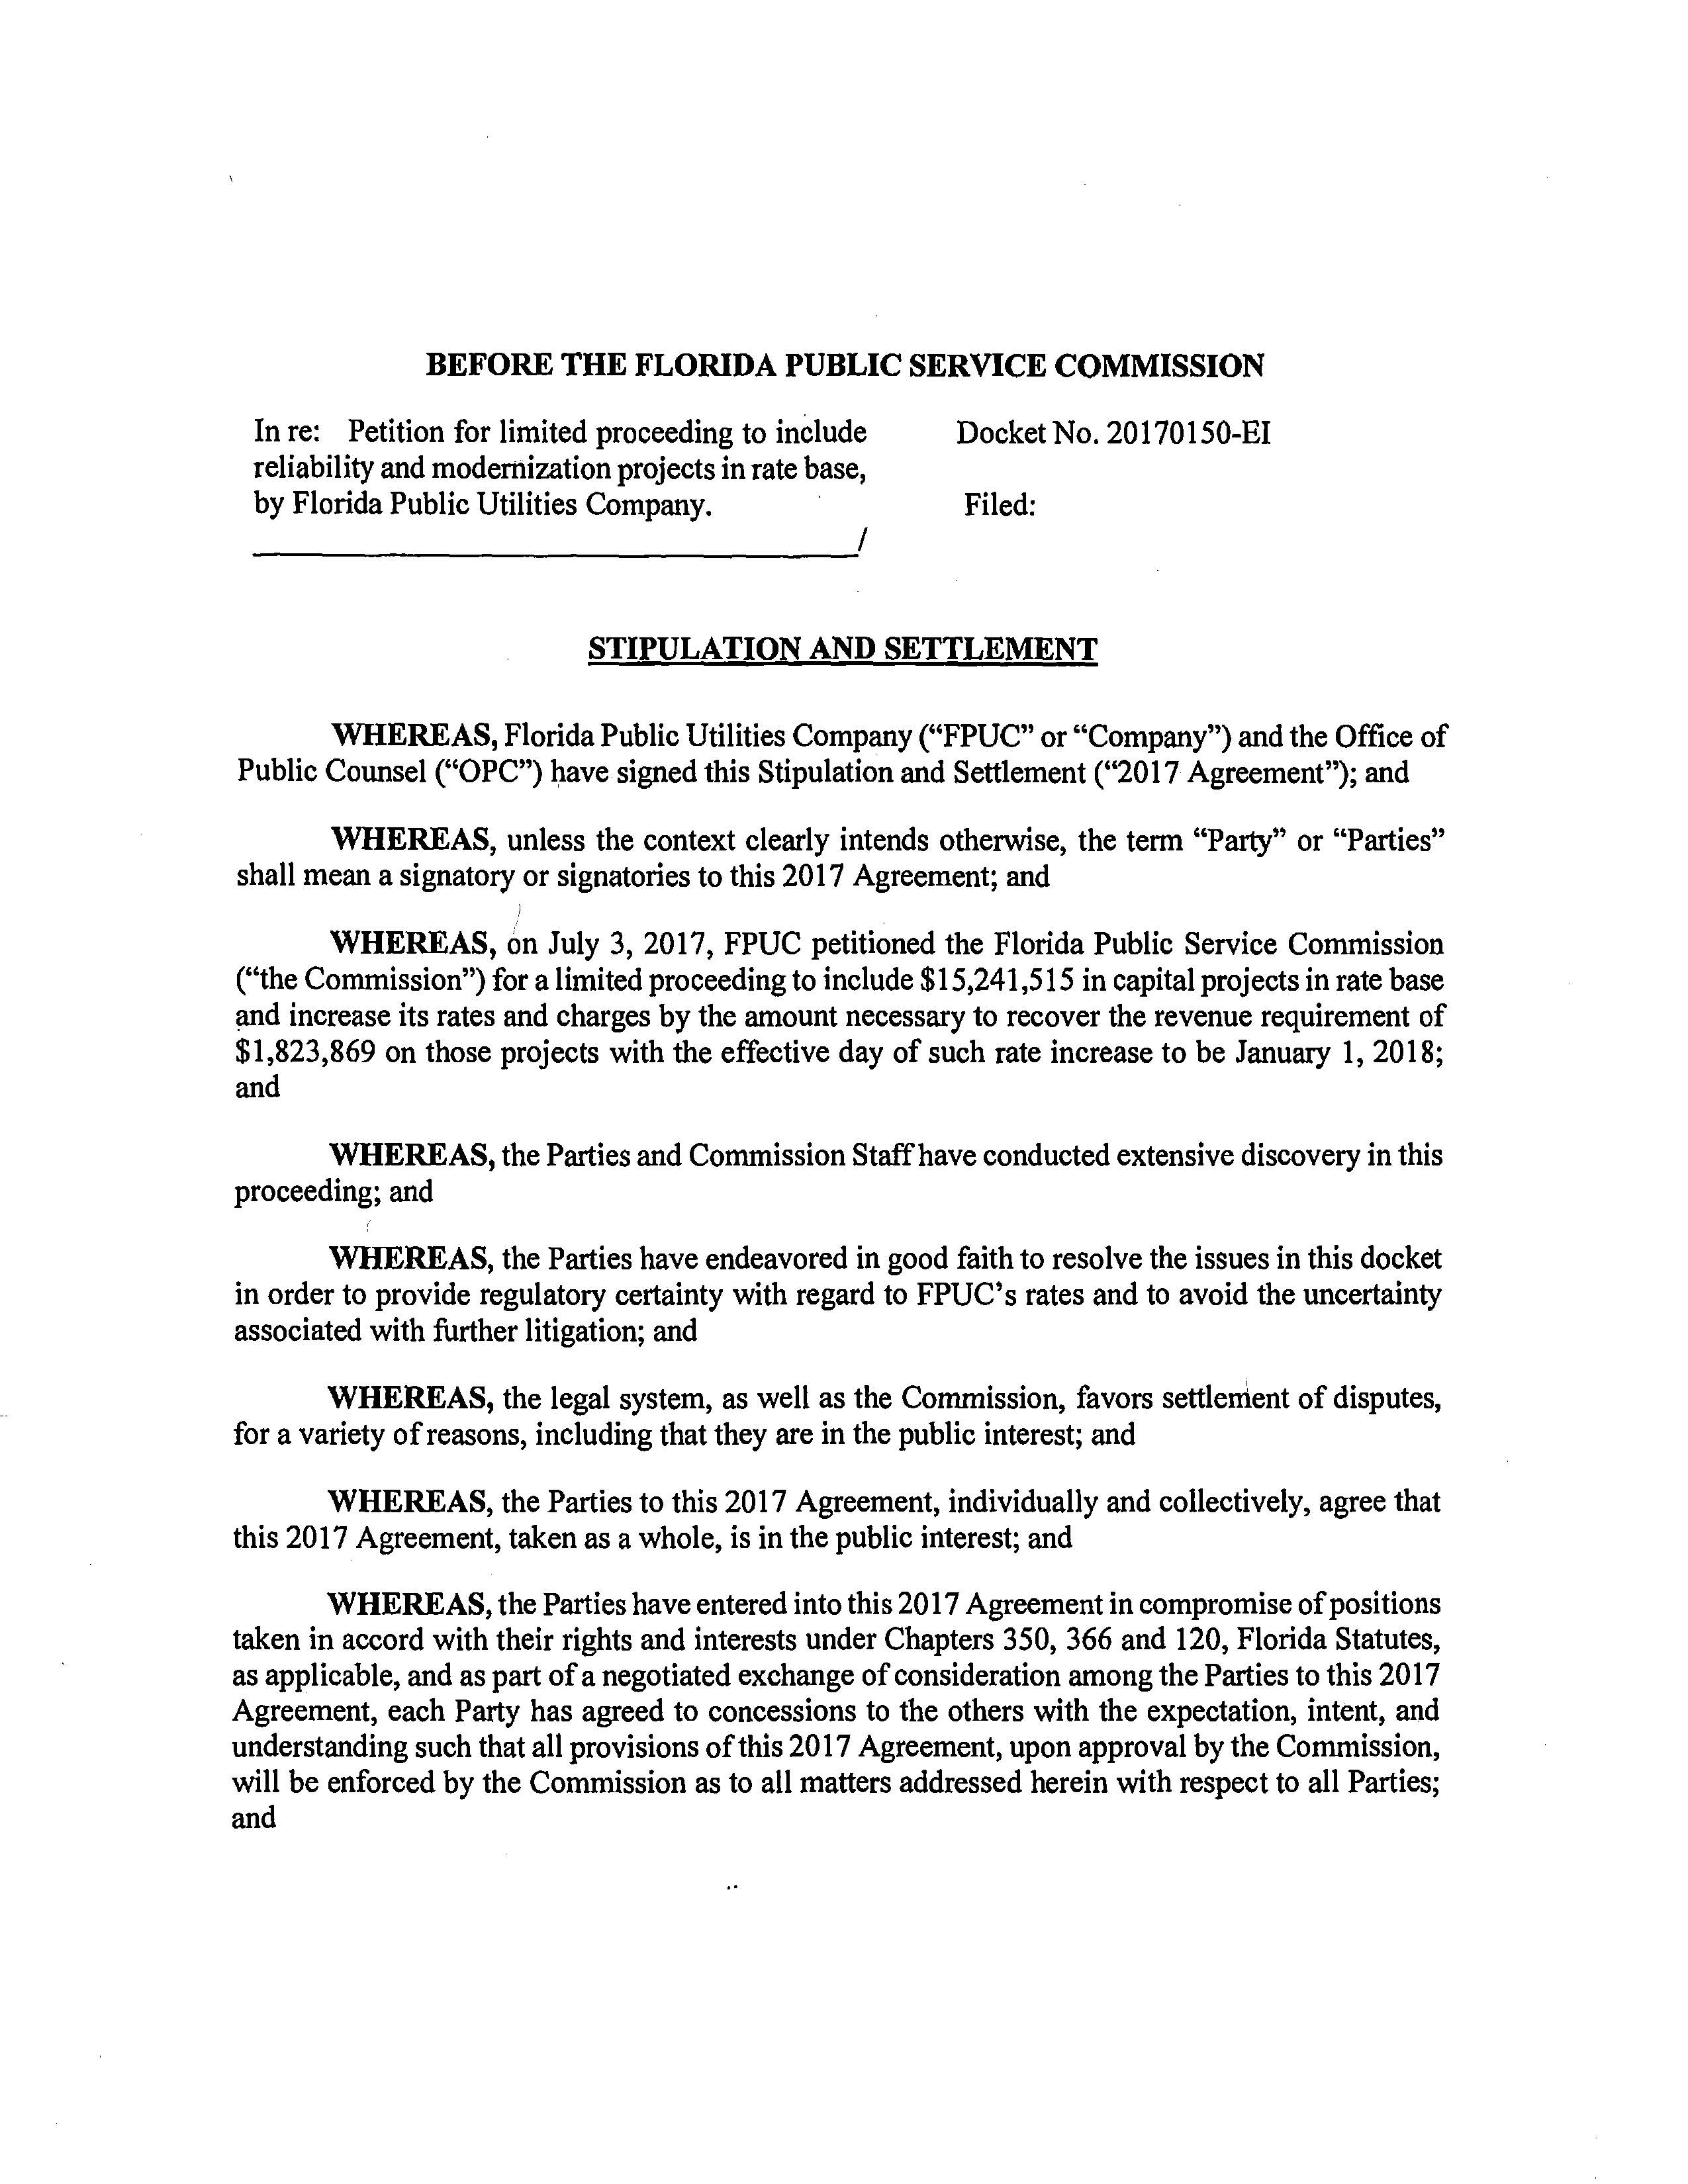 BEFORE THE FLORIDA PUBLIC SERVICE COMMISSION
In re: Petition for limited proceeding to include
reliability and modernization projects in rate base,
by Florida Public Utilities Company.
/
Docket No. 20170150-EI
Filed:
STIPULATION AND SETTLEMENT
WHEREAS, Florida Public Utilities Company (“FPUC” or “Company”) and the Office of
Public Counsel (“OPC”) have signed this Stipulation and Settlement (“2017 Agreement”); and
WHEREAS, unless the context clearly intends otherwise, the term “Party” or “Parties”
shall mean a signatory or signatories to this 2017 Agreement; and
WHEREAS, on July 3, 2017, FPUC petitioned the Florida Public Service Commission
(“the Commission”) for a limited proceeding to include $15,241,515 in capital projects in rate base
and increase its rates and charges by the amount necessary to recover the revenue requirement of
$1,823,869 on those projects with the effective day of such rate increase to be January 1, 2018;
and
WHEREAS, the Parties and Commission Staff have conducted extensive discovery in this
proceeding; and
WHEREAS, the Parties have endeavored in good faith to resolve the issues in this docket
in order to provide regulatory certainty with regard to FPUC’s rates and to avoid the uncertainty
associated with further litigation; and
WHEREAS, the legal system, as well as the Commission, favors settlement of disputes,
for a variety of reasons, including that they are in the public interest; and
WHEREAS, the Parties to this 2017 Agreement, individually and collectively, agree that
this 2017 Agreement, taken as a whole, is in the public interest; and
WHEREAS, the Parties have entered into this 2017 Agreement in compromise of positions
taken in accord with their rights and interests under Chapters 350, 366 and 120, Florida Statutes,
as applicable, and as part of a negotiated exchange of consideration among the Parties to this 2017
Agreement, each Party has agreed to concessions to the others with the expectation, intent, and
understanding such that all provisions of this 2017 Agreement, upon approval by the Commission,
will be enforced by the Commission as to all matters addressed herein with respect to all Parties;
and